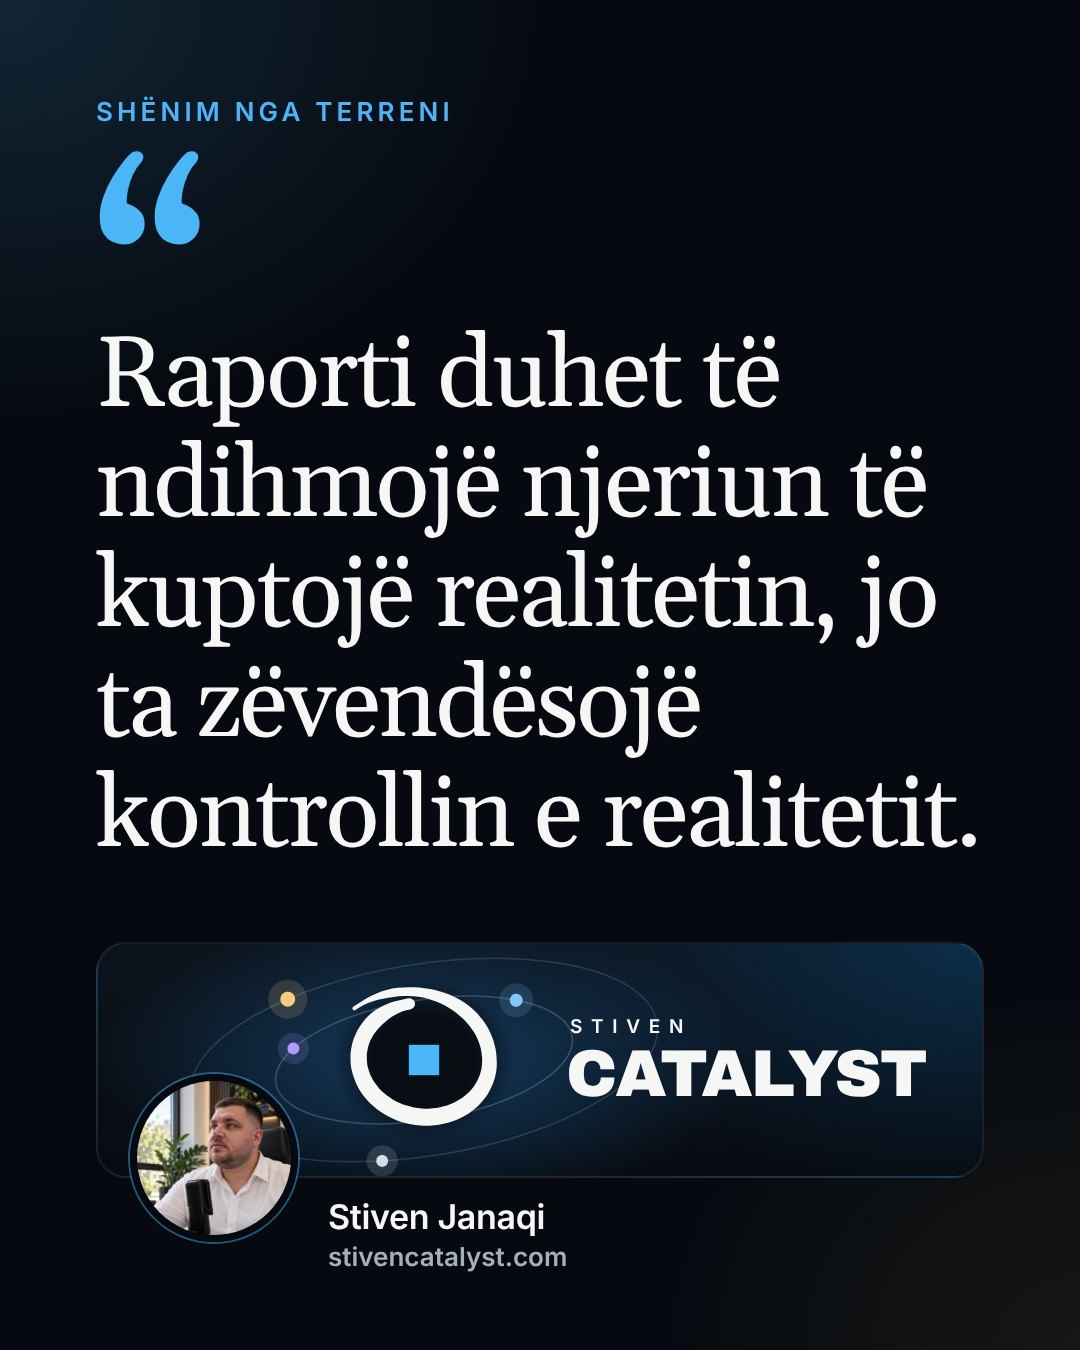 SHËNIM NGA TERRENI
“
Raporti duhet të
ndihmojë njeriun të
kuptojë realitetin, jo
ta zëvendësojë
kontrollin e realitetit.
STIVEN
CATALYST
Stiven Janaqi
stivencatalyst.com